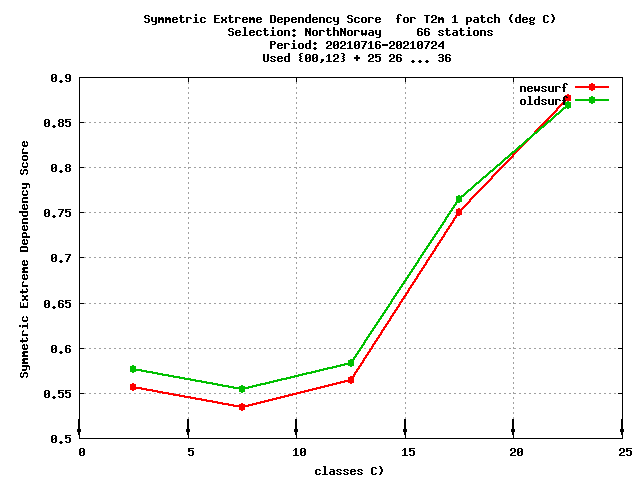 Symmetric Extreme Dependency Score  for T2m 1 patch (deg C)
Selection: NorthNorway     66 stations
Period: 20210716-20210724
Used {00,12} + 25 26 ... 36
newsurf
oldsurf
0.9
0.85
0.8
0.75
0.7
0.65
0.6
0.55
0.5
Symmetric Extreme Dependency Score
0 5 10 15 20 25
classes C)